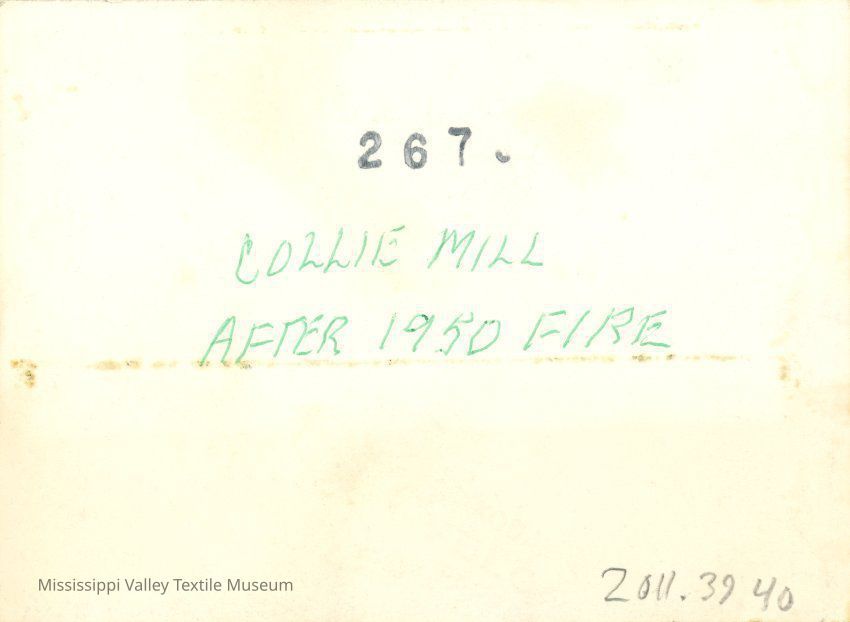 267.
COLLIE MILL
AFTER 1950 FIRE
Mississippi Valley Textile Museum
2011.39 40